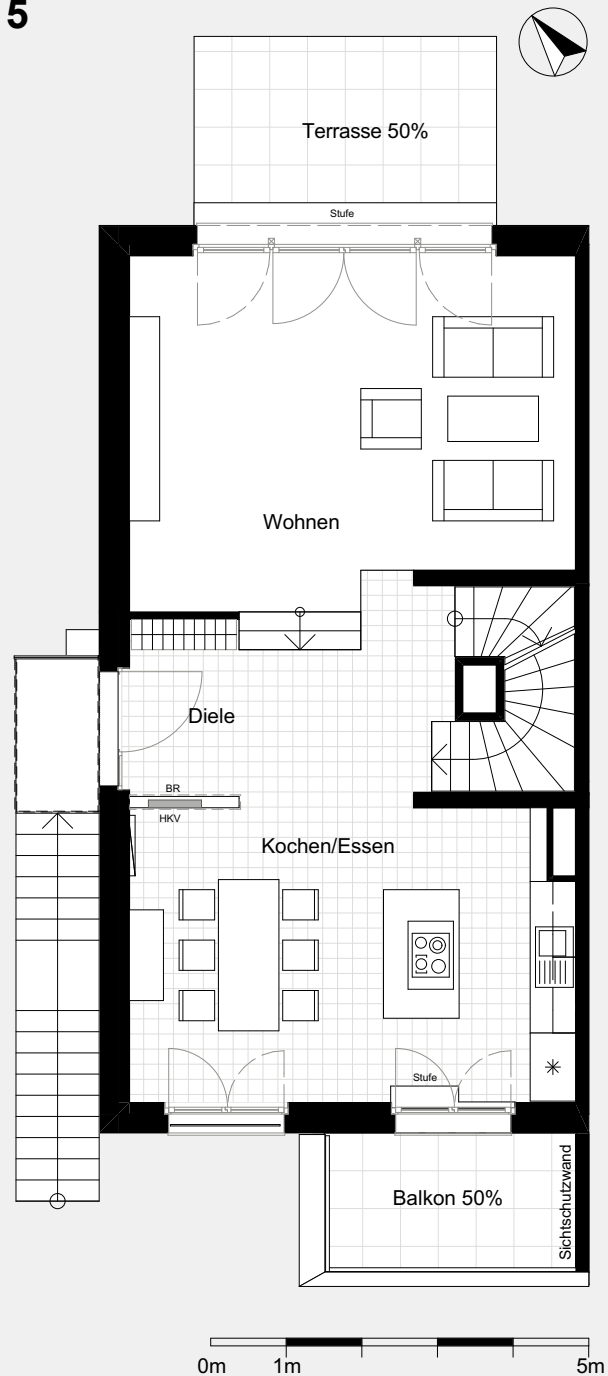 5
Terrasse 50%
Stufe
Wohnen
Diele
BR
HKV
Kochen/Essen
Stufe
Balkon 50%
Sichtschutzwand
0m 1m 5m